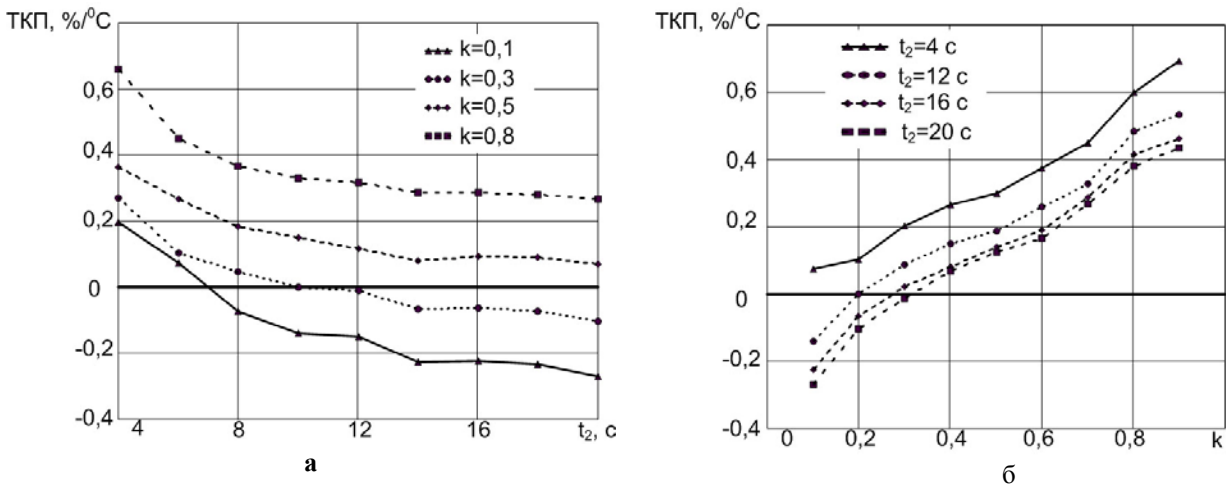 ТКП, %/⁰C
k=0,1
k=0,3
k=0,5
k=0,8
0,6
0,4
0,2
0
-0,2
-0,4
4 8 12 16 t₂, c
а
ТКП, %/⁰C
t₂=4 c
t₂=12 c
t₂=16 c
t₂=20 c
0,6
0,4
0,2
0
-0,2
-0,4
0 0,2 0,4 0,6 0,8 k
б